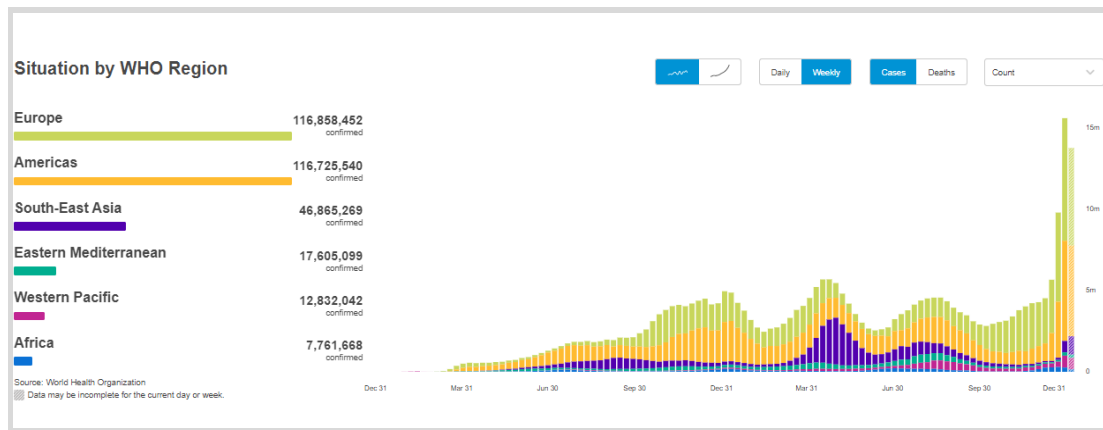 Situation by WHO Region
Daily Weekly Cases Deaths Count
Europe 116,858,452
confirmed
Americas 116,725,540
confirmed
South-East Asia 46,865,269
confirmed
Eastern Mediterranean 17,605,099
confirmed
Western Pacific 12,832,042
confirmed
Africa 7,761,668
confirmed
Source: World Health Organization
Data may be incomplete for the current day or week.
15m
10m
5m
0
Dec 31 Mar 31 Jun 30 Sep 30 Dec 31 Mar 31 Jun 30 Sep 30 Dec 31